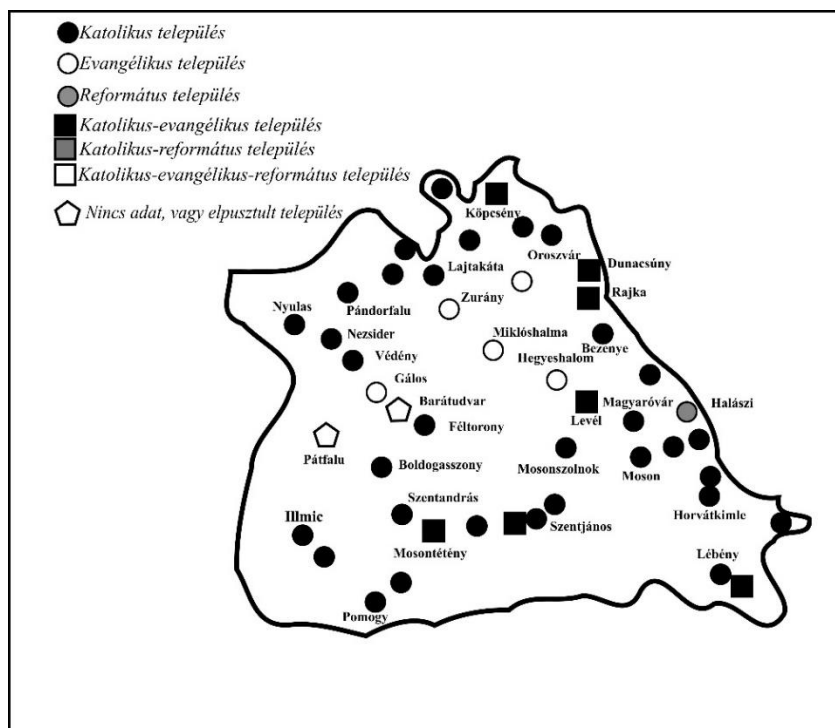 Katolikus település
Evangélikus település
Református település
Katolikus-evangélikus település
Katolikus-református település
Katolikus-evangélikus-református település
Nincs adat, vagy elpusztult település
Köpcsény
Oroszvár
Dunacsúny
Lajtakáta
Rajka
Zurány
Pándorfalu
Nyulas
Nezsider
Miklóshalma
Bezenye
Védény
Hegyeshalom
Gálos
Barátudvar
Magyaróvár
Halászi
Levél
Féltorony
Pátfalu
Boldogasszony
Mosonszolnok
Moson
Szentandrás
Horvátkimle
Illmic
Mosontétény
Szentjános
Lébény
Pomogy